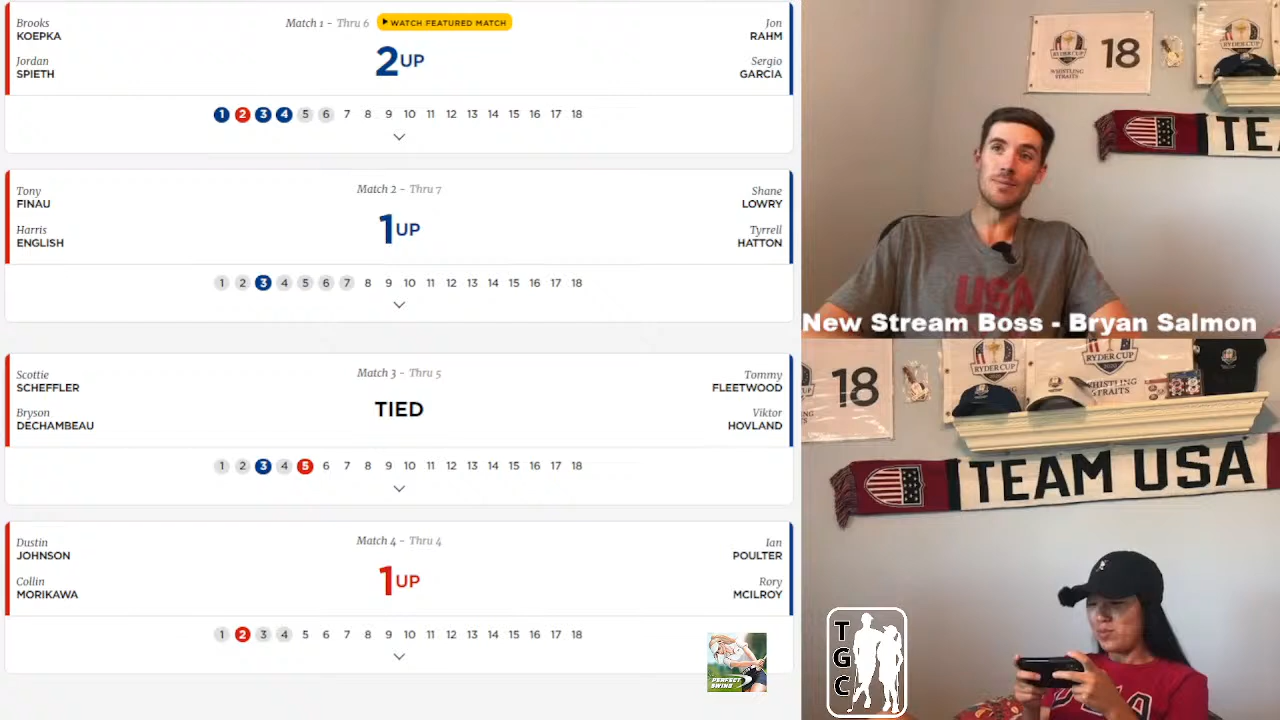 Brooks
KOEPKA
Jordan
SPIETH
Match 1 - Thru 6
WATCH FEATURED MATCH
2UP
Jon
RAHM
Sergio
GARCIA
1 2 3 4 5 6 7 8 9 10 11 12 13 14 15 16 17 18
Tony
FINAU
Harris
ENGLISH
Match 2 - Thru 7
1UP
Shane
LOWRY
Tyrrell
HATTON
1 2 3 4 5 6 7 8 9 10 11 12 13 14 15 16 17 18
Scottie
SCHEFFLER
Bryson
DECHAMBEAU
Match 3 - Thru 5
TIED
Tommy
FLEETWOOD
Viktor
HOVLAND
1 2 3 4 5 6 7 8 9 10 11 12 13 14 15 16 17 18
Dustin
JOHNSON
Collin
MORIKAWA
Match 4 - Thru 4
1UP
Ian
POULTER
Rory
MCILROY
1 2 3 4 5 6 7 8 9 10 11 12 13 14 15 16 17 18
PERFECT
SWING
RYDER CUP
18
WHISTLING
STRAITS
RYDER CUP
TE
USA
New Stream Boss - Bryan Salmon
18
RYDER CUP
RYDER CUP
WHISTLING
STRAITS
TEAM USA
TGC